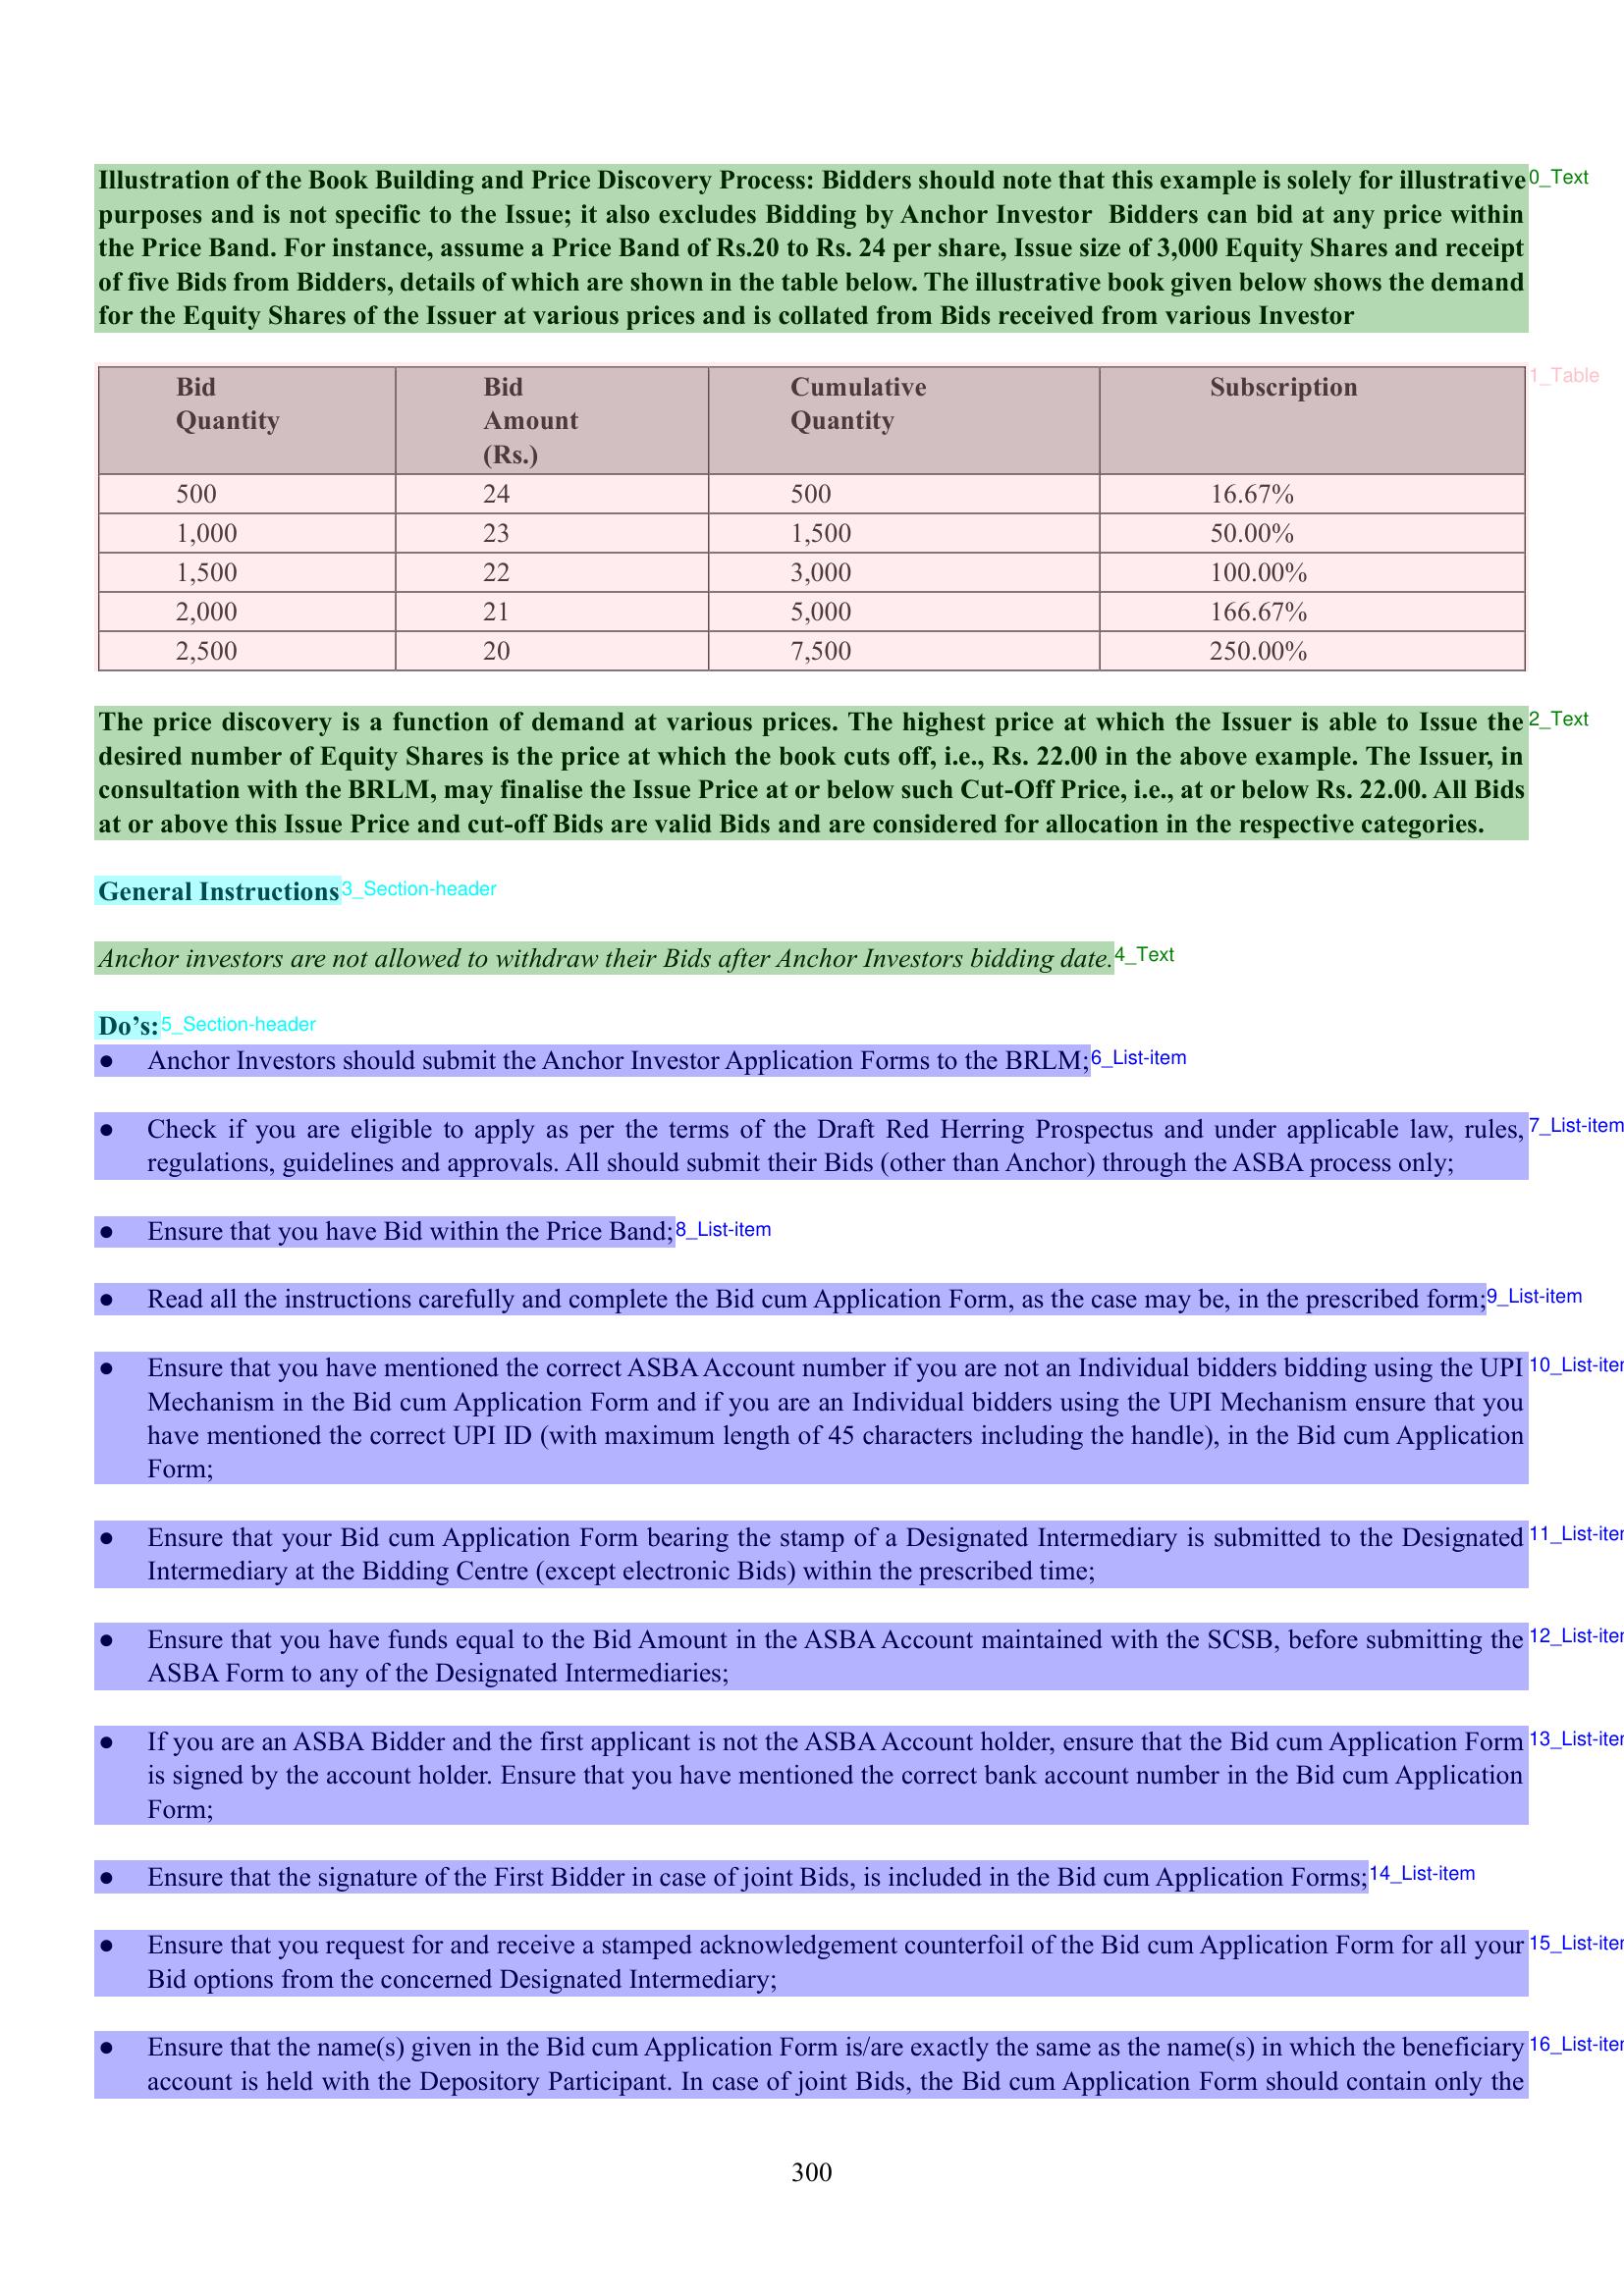 Illustration of the Book Building and Price Discovery Process: Bidders should note that this example is solely for illustrative 0_Text
purposes and is not specific to the Issue; it also excludes Bidding by Anchor Investor  Bidders can bid at any price within
the Price Band. For instance, assume a Price Band of Rs.20 to Rs. 24 per share, Issue size of 3,000 Equity Shares and receipt
of five Bids from Bidders, details of which are shown in the table below. The illustrative book given below shows the demand
for the Equity Shares of the Issuer at various prices and is collated from Bids received from various Investor
Bid Bid Cumulative Subscription 1_Table
Quantity Amount Quantity
(Rs.)
500 24 500 16.67%
1,000 23 1,500 50.00%
1,500 22 3,000 100.00%
2,000 21 5,000 166.67%
2,500 20 7,500 250.00%
The price discovery is a function of demand at various prices. The highest price at which the Issuer is able to Issue the 2_Text
desired number of Equity Shares is the price at which the book cuts off, i.e., Rs. 22.00 in the above example. The Issuer, in
consultation with the BRLM, may finalise the Issue Price at or below such Cut-Off Price, i.e., at or below Rs. 22.00. All Bids
at or above this Issue Price and cut-off Bids are valid Bids and are considered for allocation in the respective categories.
General Instructions 3_Section-header
Anchor investors are not allowed to withdraw their Bids after Anchor Investors bidding date. 4_Text
Do’s: 5_Section-header
● Anchor Investors should submit the Anchor Investor Application Forms to the BRLM; 6_List-item
● Check if you are eligible to apply as per the terms of the Draft Red Herring Prospectus and under applicable law, rules, 7_List-item
regulations, guidelines and approvals. All should submit their Bids (other than Anchor) through the ASBA process only;
● Ensure that you have Bid within the Price Band; 8_List-item
● Read all the instructions carefully and complete the Bid cum Application Form, as the case may be, in the prescribed form; 9_List-item
● Ensure that you have mentioned the correct ASBA Account number if you are not an Individual bidders bidding using the UPI 10_List-iter
Mechanism in the Bid cum Application Form and if you are an Individual bidders using the UPI Mechanism ensure that you
have mentioned the correct UPI ID (with maximum length of 45 characters including the handle), in the Bid cum Application
Form;
● Ensure that your Bid cum Application Form bearing the stamp of a Designated Intermediary is submitted to the Designated 11_List-iter
Intermediary at the Bidding Centre (except electronic Bids) within the prescribed time;
● Ensure that you have funds equal to the Bid Amount in the ASBA Account maintained with the SCSB, before submitting the 12_List-iter
ASBA Form to any of the Designated Intermediaries;
● If you are an ASBA Bidder and the first applicant is not the ASBA Account holder, ensure that the Bid cum Application Form 13_List-iter
is signed by the account holder. Ensure that you have mentioned the correct bank account number in the Bid cum Application
Form;
● Ensure that the signature of the First Bidder in case of joint Bids, is included in the Bid cum Application Forms; 14_List-item
● Ensure that you request for and receive a stamped acknowledgement counterfoil of the Bid cum Application Form for all your 15_List-iter
Bid options from the concerned Designated Intermediary;
● Ensure that the name(s) given in the Bid cum Application Form is/are exactly the same as the name(s) in which the beneficiary 16_List-iter
account is held with the Depository Participant. In case of joint Bids, the Bid cum Application Form should contain only the
300